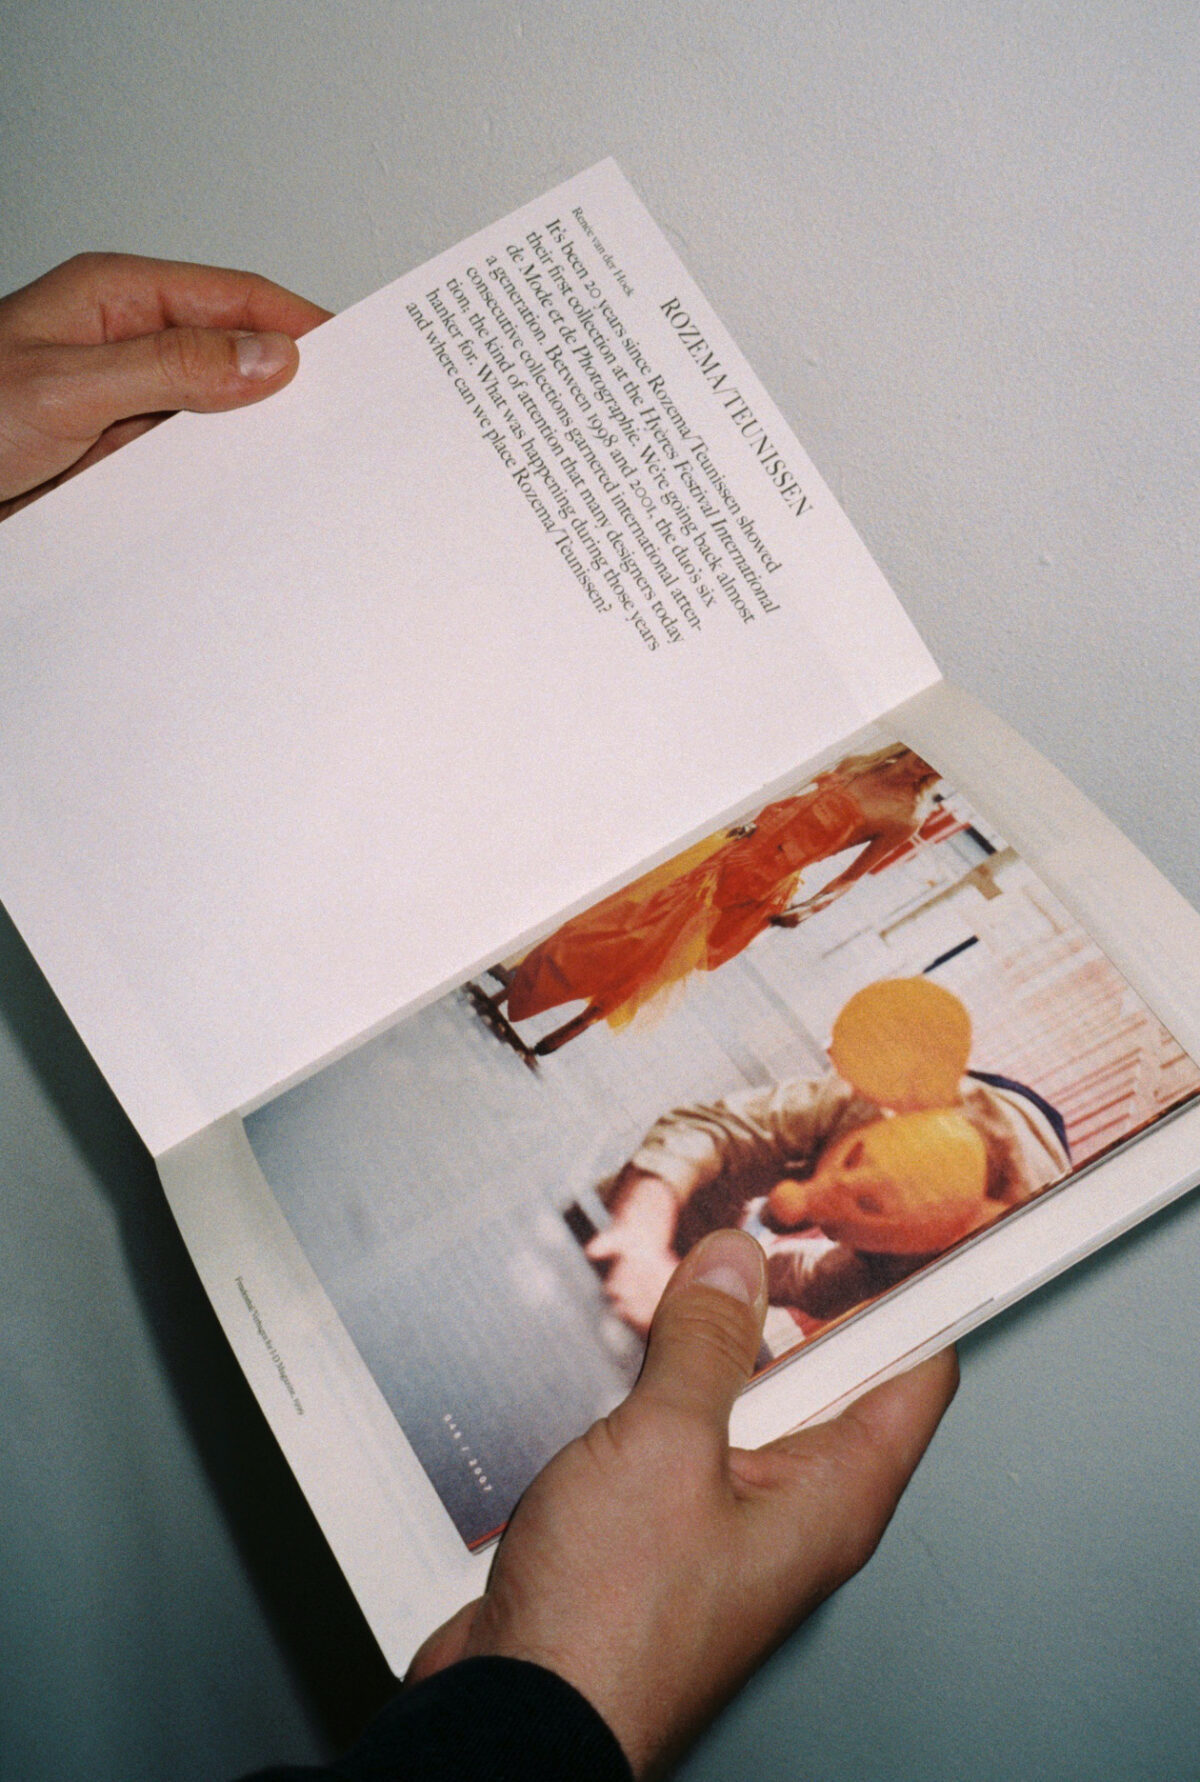 ROZEMA/TEUNISSEN
Renée van der Hoek
It's been 20 years since Rozema/Teunissen showed
their first collection at the Hyères Festival International
de Mode et de Photographie. We're going back almost
a generation. Between 1998 and 2001, the duo's six
consecutive collections garnered international atten-
tion; the kind of attention that many designers today
hanker for. What was happening during those years
and where can we place Rozema/Teunissen?
for I-D Magazine, 1999